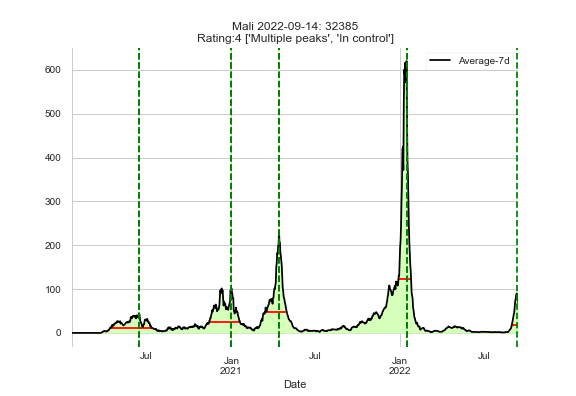 Mali 2022-09-14: 32385
Rating:4 ['Multiple peaks', 'In control']
Average-7d
600
500
400
300
200
100
0
Jul
Jan
2021
Jul
Jan
2022
Jul
Date